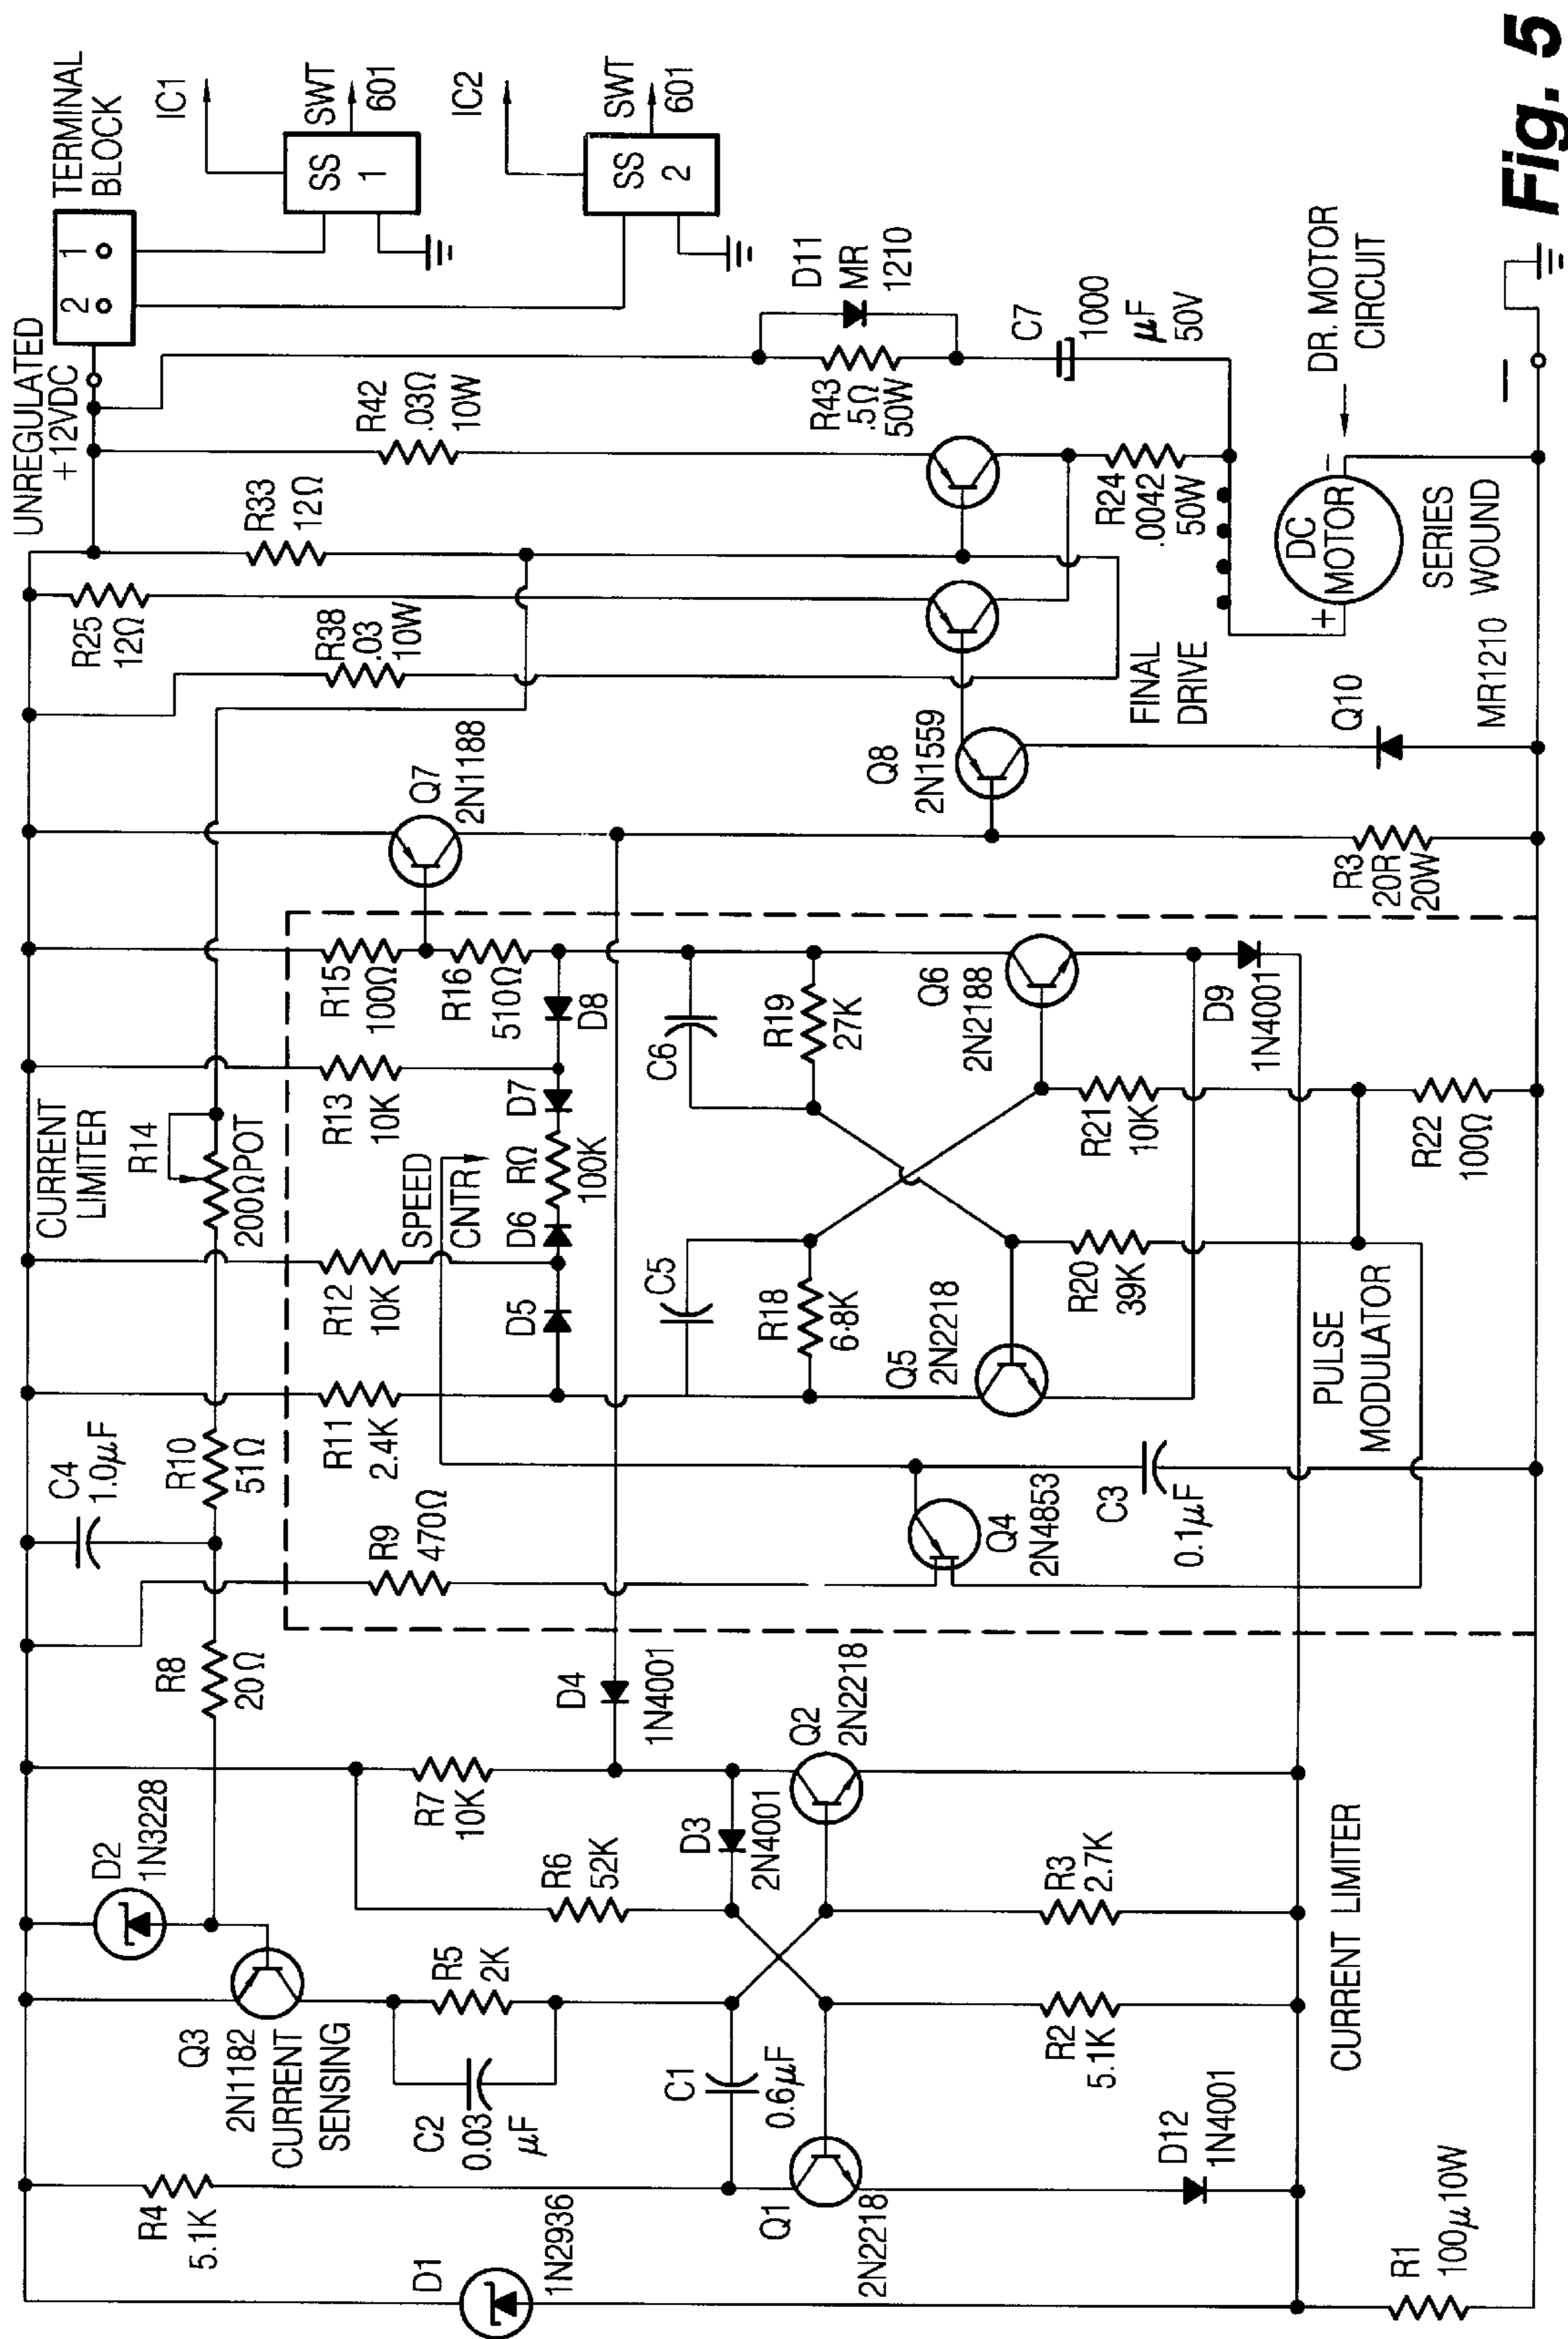 UNREGULATED
+12VDC
TERMINAL
BLOCK
2 1
IC1
SS
1
SWT
601
IC2
SS
2
SWT
601
D11
MR
1210
R43
.5Ω
50W
C7
1000
µF
50V
R42
.03Ω
10W
R33
12Ω
R25
12Ω
R38
.03
10W
R24
.0042
50W
DR. MOTOR
CIRCUIT
DC
MOTOR
+
−
SERIES
WOUND
−
FINAL
DRIVE
Q10
MR1210
Q8
2N1559
Q7
2N1188
R3
20R
20W
CURRENT
LIMITER
R14
200ΩPOT
R15
100Ω
R16
510Ω
R13
10K
D8
D7
RΩ
100K
SPEED
CNTR
D6
R12
10K
D5
R11
2.4K
C6
R19
27K
Q6
2N2188
D9
1N4001
R21
10K
R22
100Ω
C5
R18
6·8K
Q5
2N2218
R20
39K
PULSE
MODULATOR
C4
1.0µF
R10
51Ω
R9
470Ω
Q4
2N4853
C3
0.1µF
R8
20Ω
D4
1N4001
D2
1N3228
R7
10K
R6
52K
D3
2N4001
Q2
2N2218
R3
2.7K
Q3
2N1182
CURRENT
SENSING
R5
2K
C2
0.03
µF
C1
0.6µF
R2
5.1K
CURRENT LIMITER
R4
5.1K
Q1
2N2218
D12
1N4001
D1
1N2936
R1
100µ10W
Fig. 5